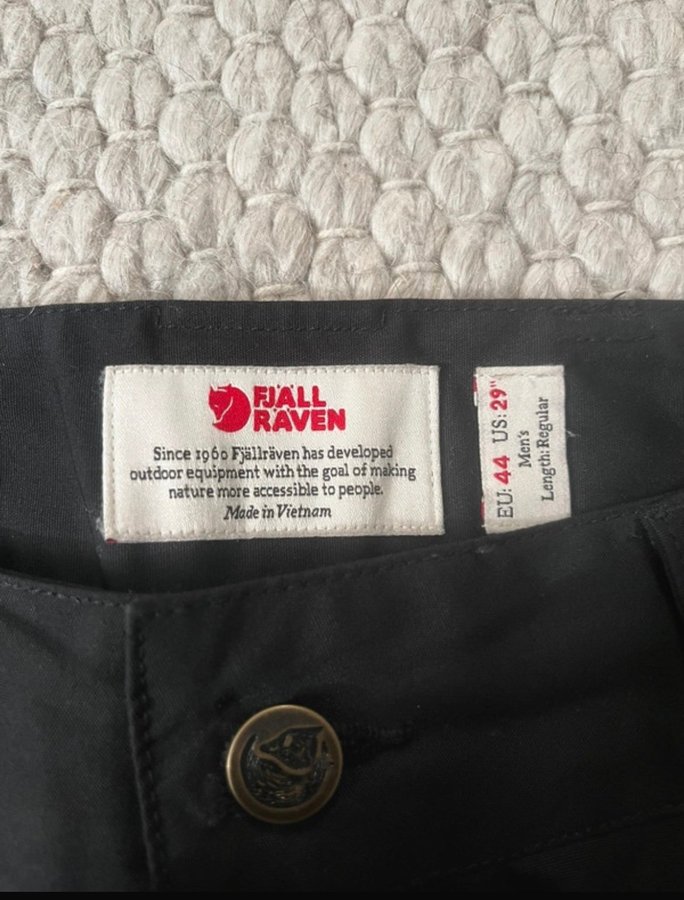 FJÄLL
RÄVEN
Since 1960 Fjällräven has developed
outdoor equipment with the goal of making
nature more accessible to people.
Made in Vietnam
EU: 44 US: 29"
Men's
Length: Regular